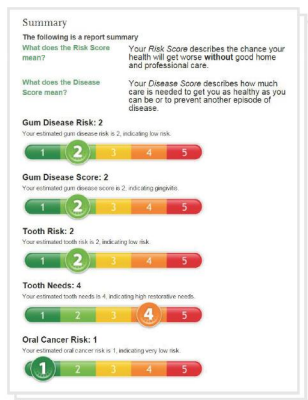 Summary
The following is a report summary
What does the Risk Score mean?
Your Risk Score describes the chance your health will get worse without good home and professional care.
What does the Disease Score mean?
Your Disease Score describes how much care is needed to get you as healthy as you can be or to prevent another episode of disease.
Gum Disease Risk: 2
Your estimated gum disease risk is 2, indicating low risk.
1 2 3 4 5
Gum Disease Score: 2
Your estimated gum disease score is 2, indicating gingivitis.
1 2 3 4 5
Tooth Risk: 2
Your estimated tooth risk is 2, indicating low risk.
1 2 3 4 5
Tooth Needs: 4
Your estimated tooth needs is 4, indicating high restorative needs.
1 2 3 4 5
Oral Cancer Risk: 1
Your estimated oral cancer risk is 1, indicating very low risk.
1 2 3 4 5